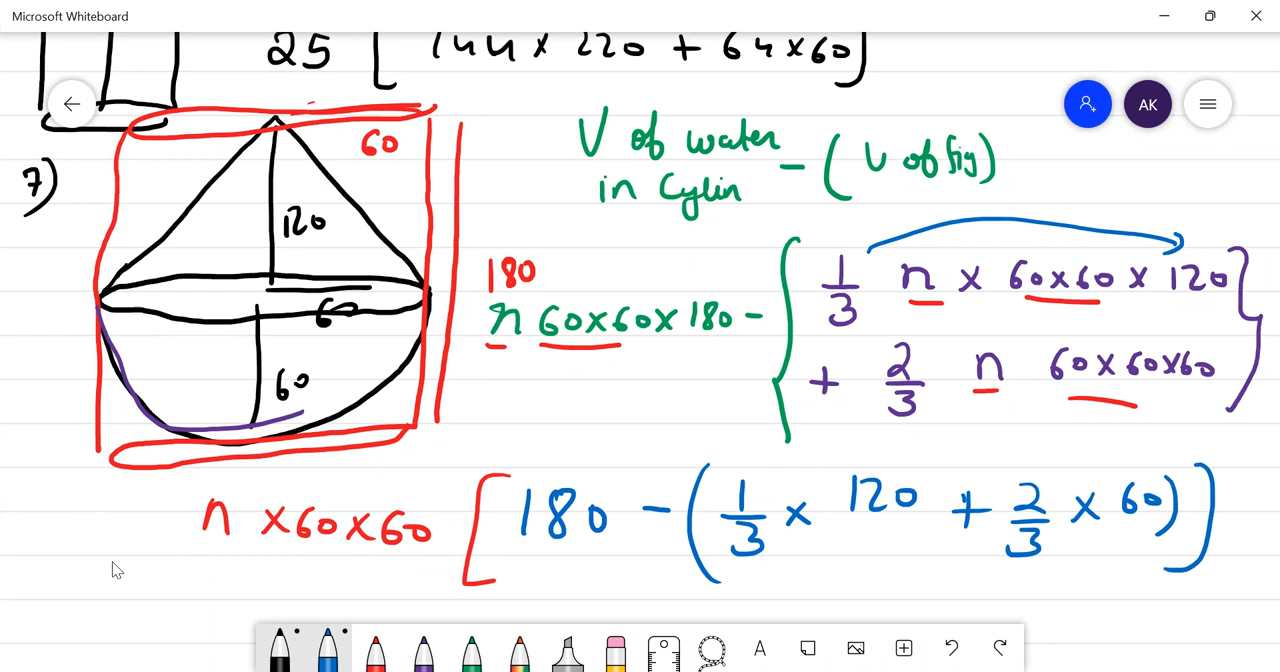 Microsoft Whiteboard
25 [ 144 x 220 + 64 x 60 ]
AK
7)
60
120
60
60
V of water in Cylin - ( V of fig )
180
π 60x60x180 - { 1/3 π x 60x60 x 120
+ 2/3 π 60x60x60 }
π x60x60 [ 180 - ( 1/3 x 120 + 2/3 x 60 ) ]
A